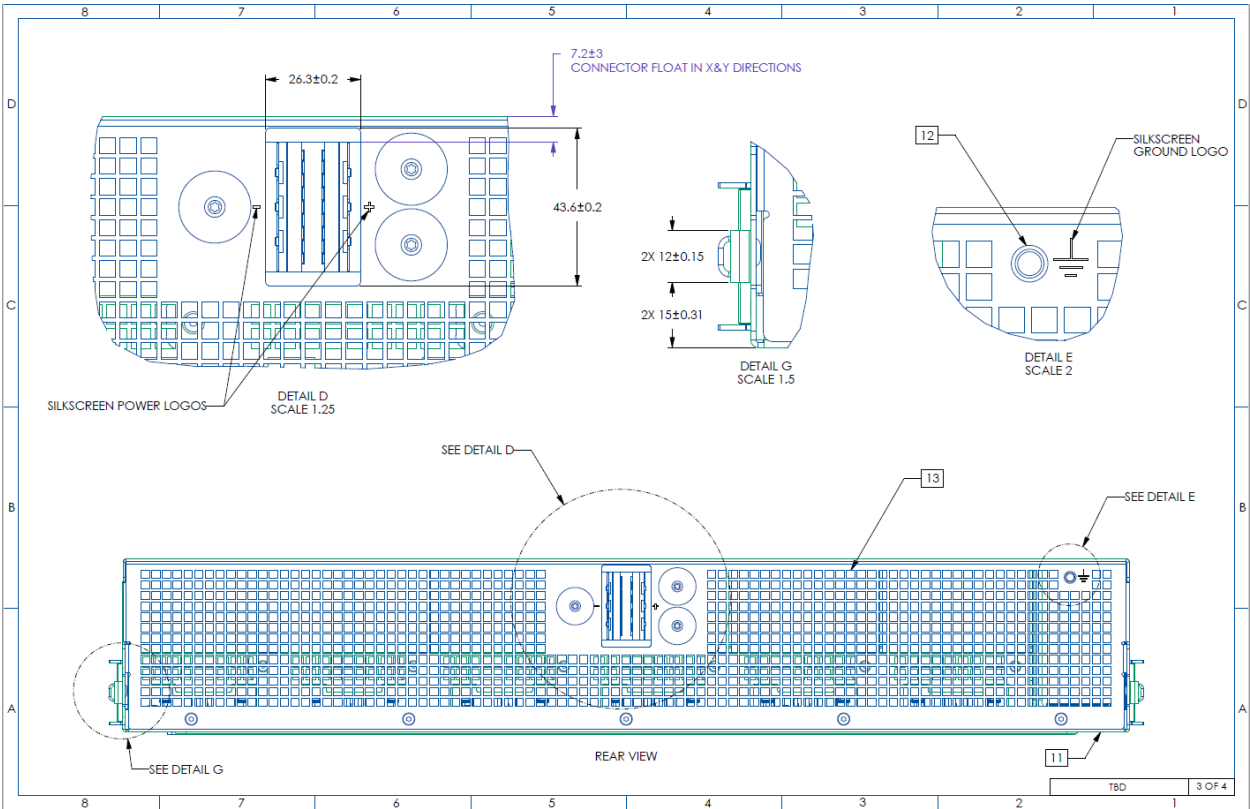 8 7 6 5 4 3 2 1
D
D
7.2±3
CONNECTOR FLOAT IN X&Y DIRECTIONS
26.3±0.2
43.6±0.2
SILKSCREEN POWER LOGOS
DETAIL D
SCALE 1.25
2X 12±0.15
2X 15±0.31
DETAIL G
SCALE 1.5
12
SILKSCREEN
GROUND LOGO
DETAIL E
SCALE 2
C
C
SEE DETAIL D
13
SEE DETAIL E
B
B
A
A
SEE DETAIL G
REAR VIEW
11
TBD
3 OF 4
8 7 6 5 4 3 2 1